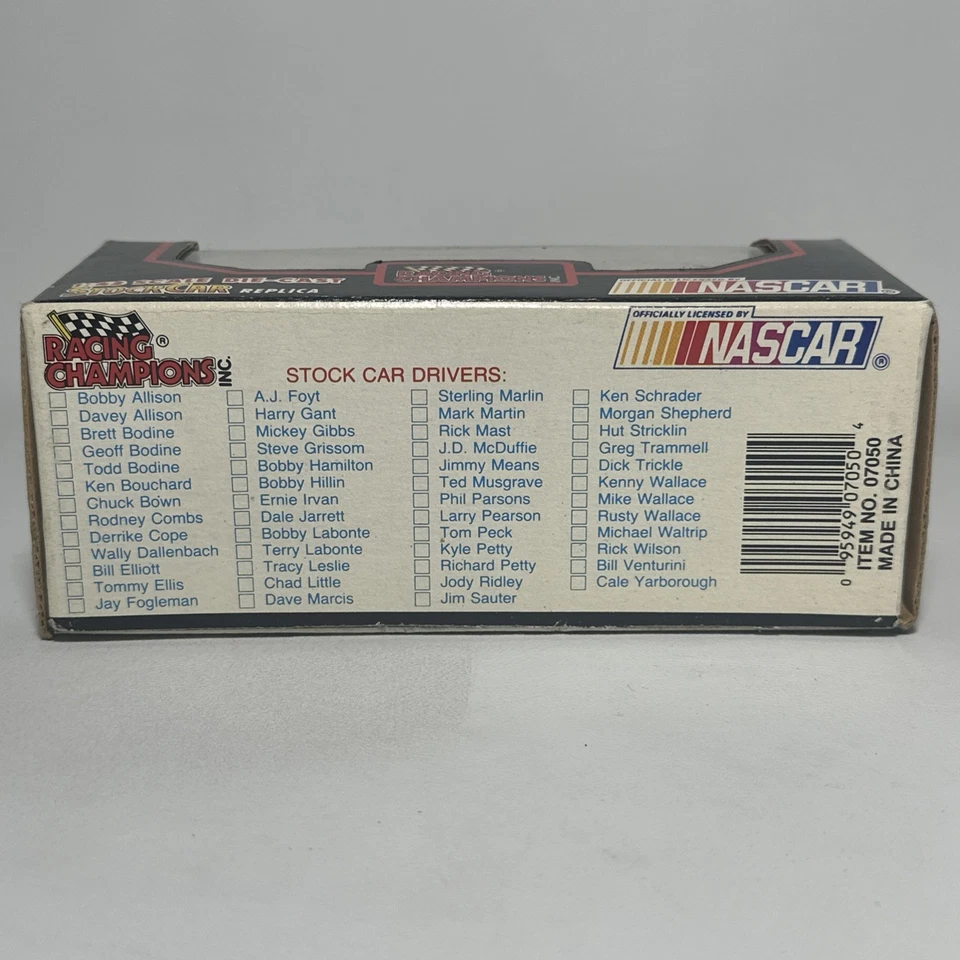 DIE-CAST
STOCK CAR REPLICA
RACING
CHAMPIONS
NASCAR
RACING ®
CHAMPIONS INC.
OFFICIALLY LICENSED BY
NASCAR ®
STOCK CAR DRIVERS:
Bobby Allison
Davey Allison
Brett Bodine
Geoff Bodine
Todd Bodine
Ken Bouchard
Chuck Bown
Rodney Combs
Derrike Cope
Wally Dallenbach
Bill Elliott
Tommy Ellis
Jay Fogleman
A.J. Foyt
Harry Gant
Mickey Gibbs
Steve Grissom
Bobby Hamilton
Bobby Hillin
Ernie Irvan
Dale Jarrett
Bobby Labonte
Terry Labonte
Tracy Leslie
Chad Little
Dave Marcis
Sterling Marlin
Mark Martin
Rick Mast
J.D. McDuffie
Jimmy Means
Ted Musgrave
Phil Parsons
Larry Pearson
Tom Peck
Kyle Petty
Richard Petty
Jody Ridley
Jim Sauter
Ken Schrader
Morgan Shepherd
Hut Stricklin
Greg Trammell
Dick Trickle
Kenny Wallace
Mike Wallace
Rusty Wallace
Michael Waltrip
Rick Wilson
Bill Venturini
Cale Yarborough
0 95949 07050 4
ITEM NO. 07050
MADE IN CHINA